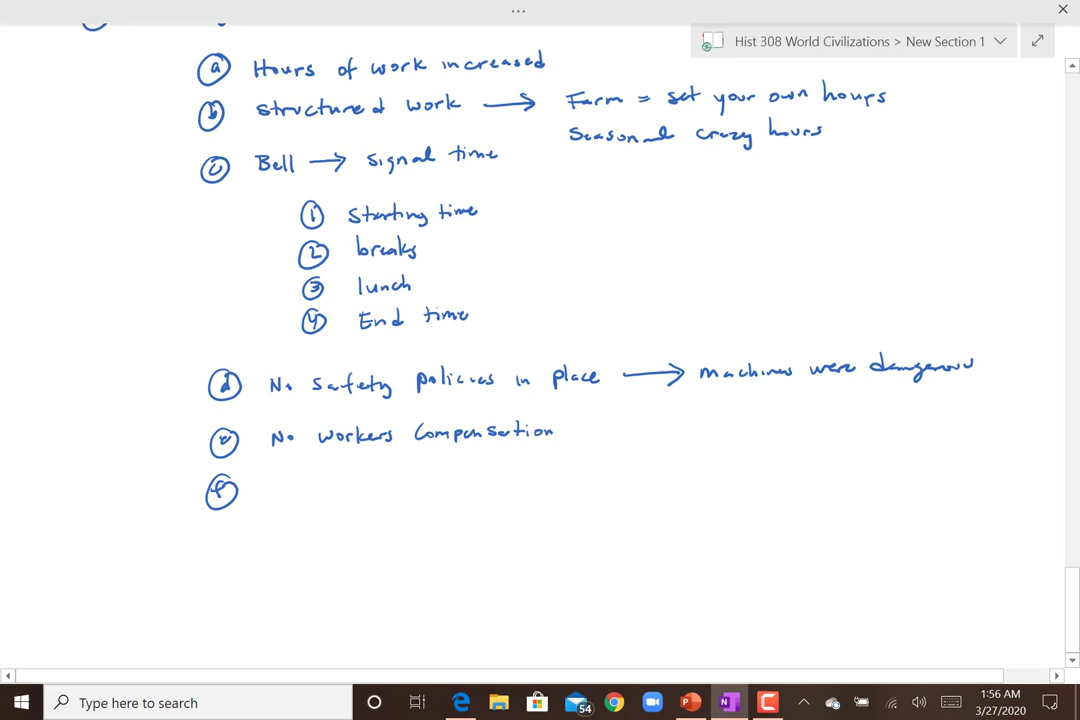 Hist 308 World Civilizations > New Section 1
a Hours of work increased
b structured work → Farm = set your own hours
Seasonal crazy hours
c Bell → signal time
1 starting time
2 breaks
3 lunch
4 End time
d No safety policies in place → machines were dangerous
e No workers compensation
f
Type here to search
54
1:56 AM
3/27/2020